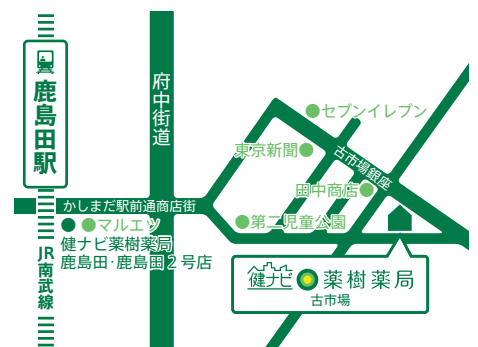 鹿島田駅
府中街道
セブンイレブン
東京新聞
古市場銀座
田中商店
かしまだ駅前通商店街
マルエツ
第二児童公園
健ナビ薬樹薬局
鹿島田・鹿島田2号店
JR南武線
健ナビ 薬樹薬局
古市場